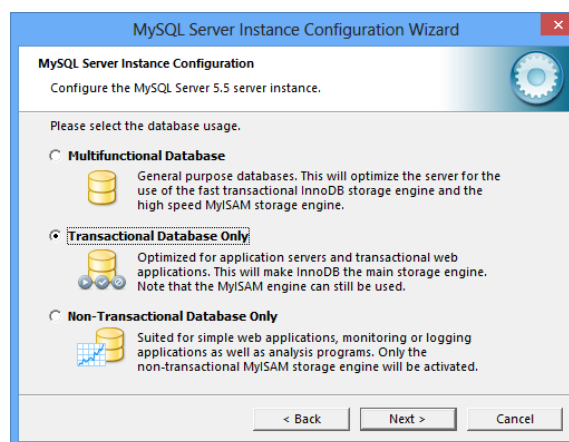 MySQL Server Instance Configuration Wizard
MySQL Server Instance Configuration
Configure the MySQL Server 5.5 server instance.
Please select the database usage.
Multifunctional Database
General purpose databases. This will optimize the server for the
use of the fast transactional InnoDB storage engine and the
high speed MyISAM storage engine.
Transactional Database Only
Optimized for application servers and transactional web
applications. This will make InnoDB the main storage engine.
Note that the MyISAM engine can still be used.
Non-Transactional Database Only
Suited for simple web applications, monitoring or logging
applications as well as analysis programs. Only the
non-transactional MyISAM storage engine will be activated.
< Back
Next >
Cancel